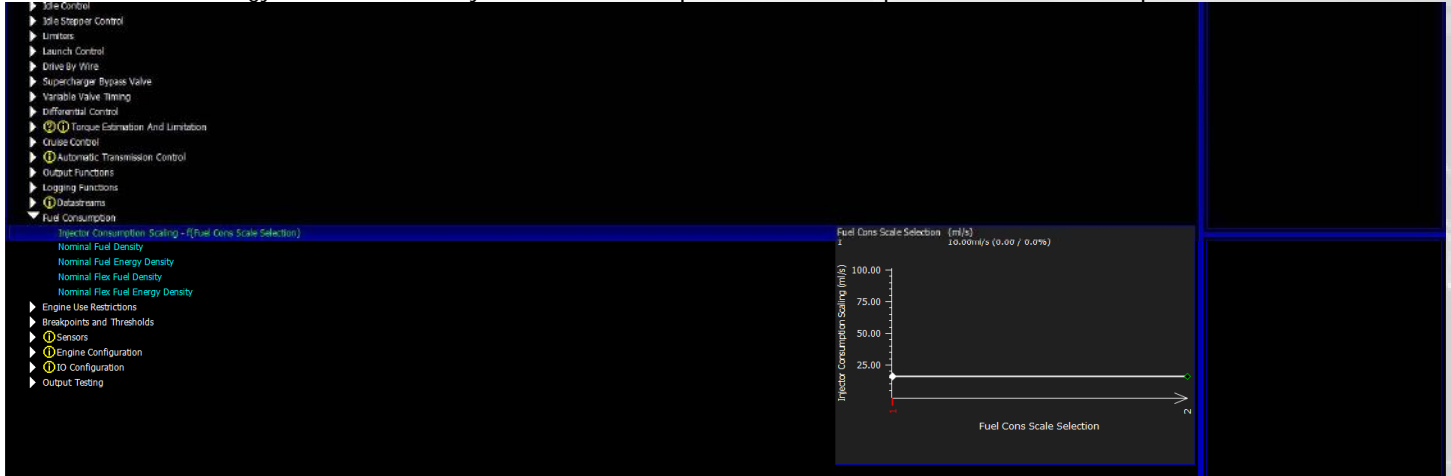 Idle Control
Idle Stepper Control
Limiters
Launch Control
Drive By Wire
Supercharger Bypass Valve
Variable Valve Timing
Differential Control
Torque Estimation And Limitation
Cruise Control
Automatic Transmission Control
Output Functions
Logging Functions
Datastreams
Fuel Consumption
Injector Consumption Scaling - f(Fuel Cons Scale Selection)
Nominal Fuel Density
Nominal Fuel Energy Density
Nominal Flex Fuel Density
Nominal Flex Fuel Energy Density
Engine Use Restrictions
Breakpoints and Thresholds
Sensors
Engine Configuration
IO Configuration
Output Testing
Fuel Cons Scale Selection (ml/s)
1 16.00ml/s (0.00 / 0.0%)
Injector Consumption Scaling (ml/s)
100.00
75.00
50.00
25.00
1
2
Fuel Cons Scale Selection